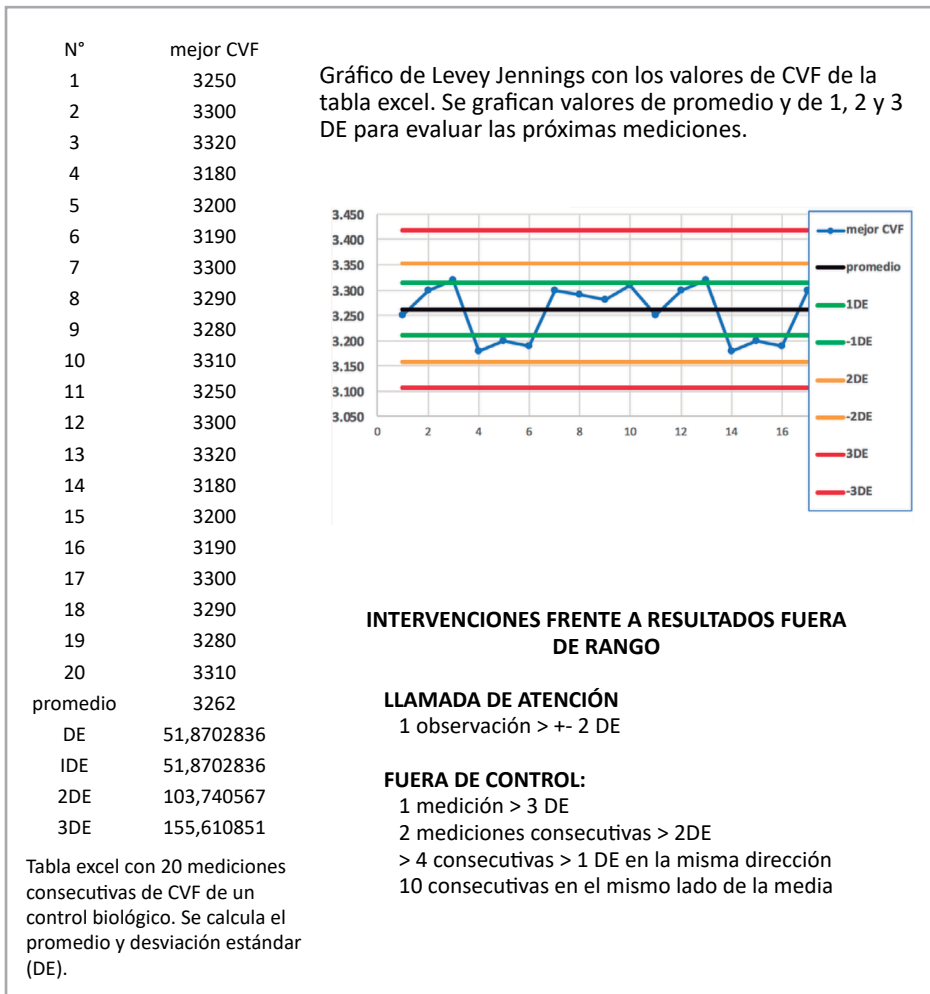 N° mejor CVF
1 3250
2 3300
3 3320
4 3180
5 3200
6 3190
7 3300
8 3290
9 3280
10 3310
11 3250
12 3300
13 3320
14 3180
15 3200
16 3190
17 3300
18 3290
19 3280
20 3310
promedio 3262
DE 51,8702836
IDE 51,8702836
2DE 103,740567
3DE 155,610851
Tabla excel con 20 mediciones
consecutivas de CVF de un
control biológico. Se calcula el
promedio y desviación estándar
(DE).
Gráfico de Levey Jennings con los valores de CVF de la
tabla excel. Se grafican valores de promedio y de 1, 2 y 3
DE para evaluar las próximas mediciones.
3.450
3.400
3.350
3.300
3.250
3.200
3.150
3.100
3.050
0 2 4 6 8 10 12 14 16
mejor CVF
promedio
1DE
-1DE
2DE
-2DE
3DE
-3DE
INTERVENCIONES FRENTE A RESULTADOS FUERA
DE RANGO
LLAMADA DE ATENCIÓN
1 observación > +- 2 DE
FUERA DE CONTROL:
1 medición > 3 DE
2 mediciones consecutivas > 2DE
> 4 consecutivas > 1 DE en la misma dirección
10 consecutivas en el mismo lado de la media